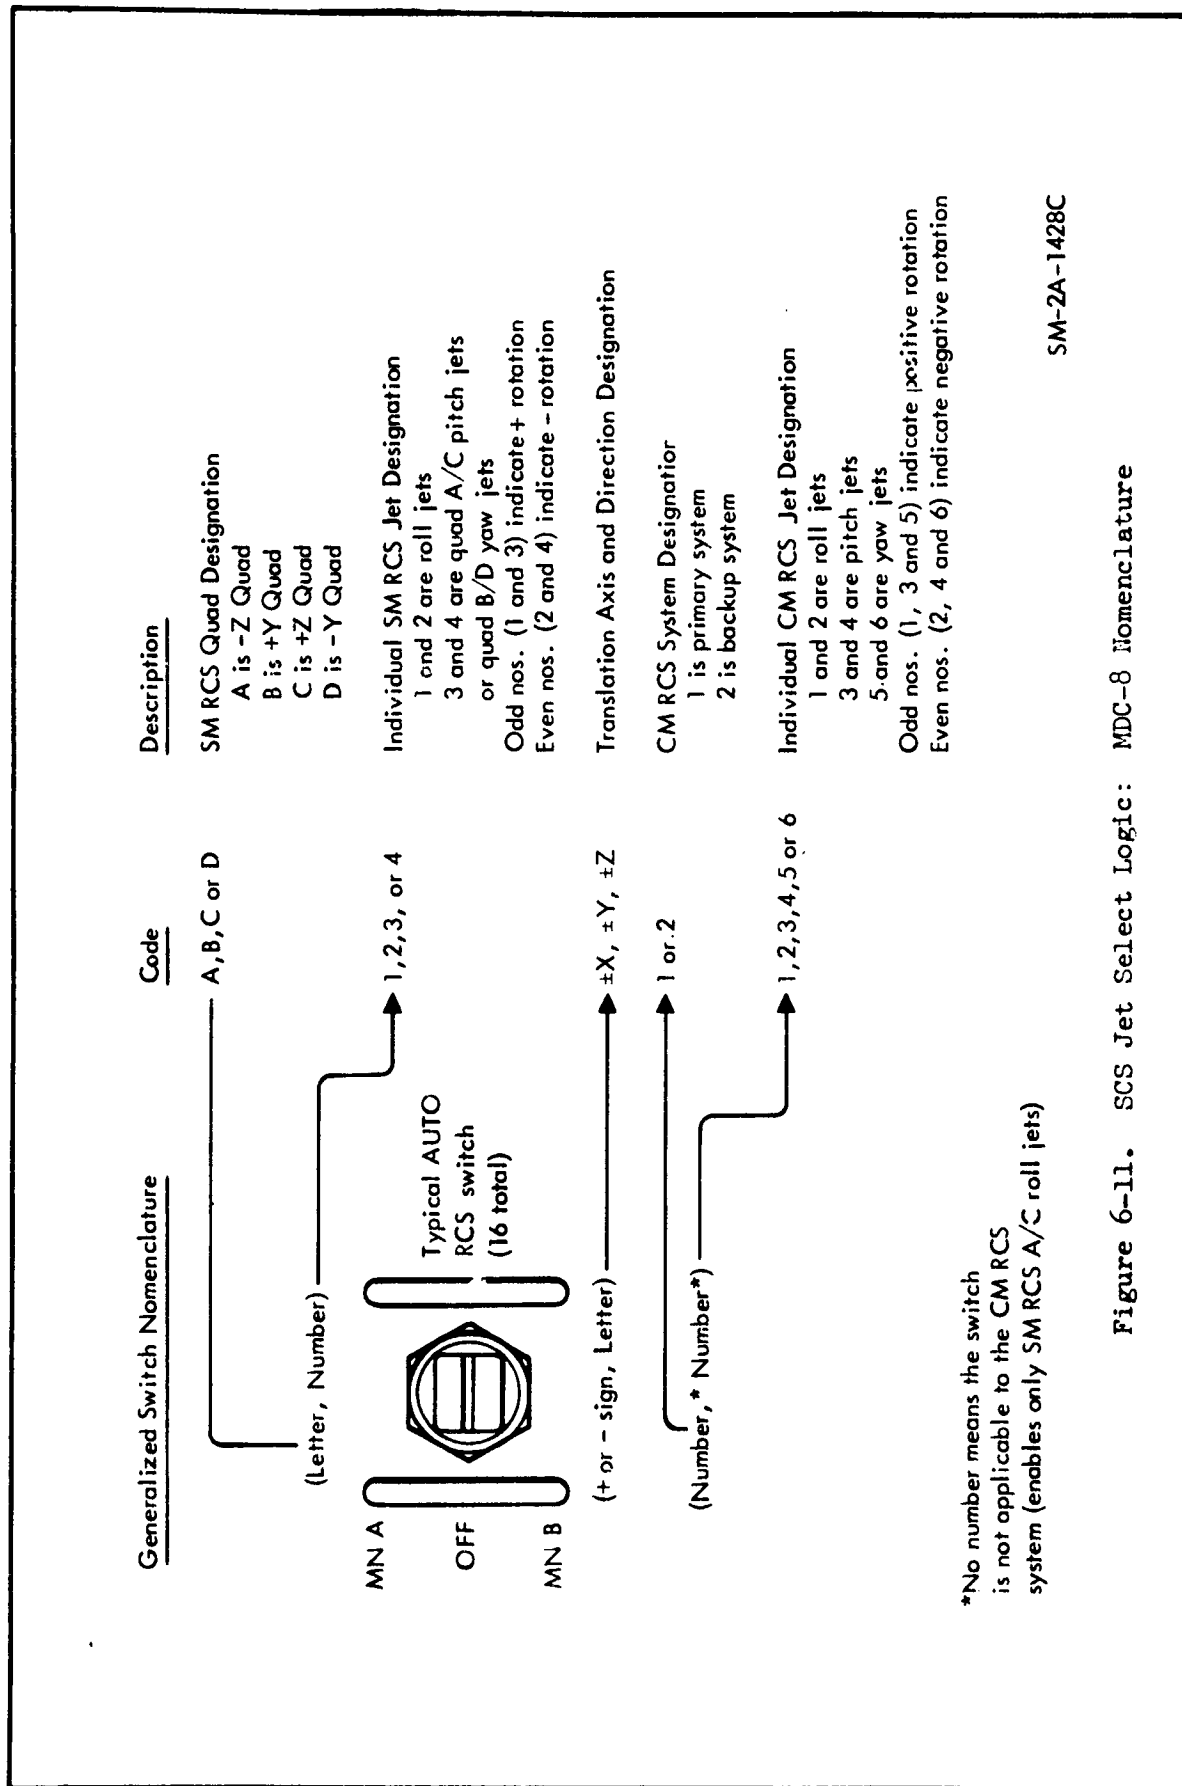 Generalized Switch Nomenclature
Code
Description
A,B,C or D
SM RCS Quad Designation
A is -Z Quad
B is +Y Quad
C is +Z Quad
D is -Y Quad
(Letter, Number)
1,2,3, or 4
Individual SM RCS Jet Designation
1 and 2 are roll jets
3 and 4 are quad A/C pitch jets
or quad B/D yaw jets
Odd nos. (1 and 3) indicate + rotation
Even nos. (2 and 4) indicate - rotation
MN A
OFF
MN B
Typical AUTO
RCS switch
(16 total)
(+ or - sign, Letter)
±X, ±Y, ±Z
Translation Axis and Direction Designation
(Number,* Number*)
1 or 2
CM RCS System Designation
1 is primary system
2 is backup system
1,2,3,4,5 or 6
Individual CM RCS Jet Designation
1 and 2 are roll jets
3 and 4 are pitch jets
5 and 6 are yaw jets
Odd nos. (1, 3 and 5) indicate positive rotation
Even nos. (2, 4 and 6) indicate negative rotation
*No number means the switch
is not applicable to the CM RCS
system (enables only SM RCS A/C roll jets)
SM-2A-1428C
Figure 6-11. SCS Jet Select Logic: MDC-8 Nomenclature